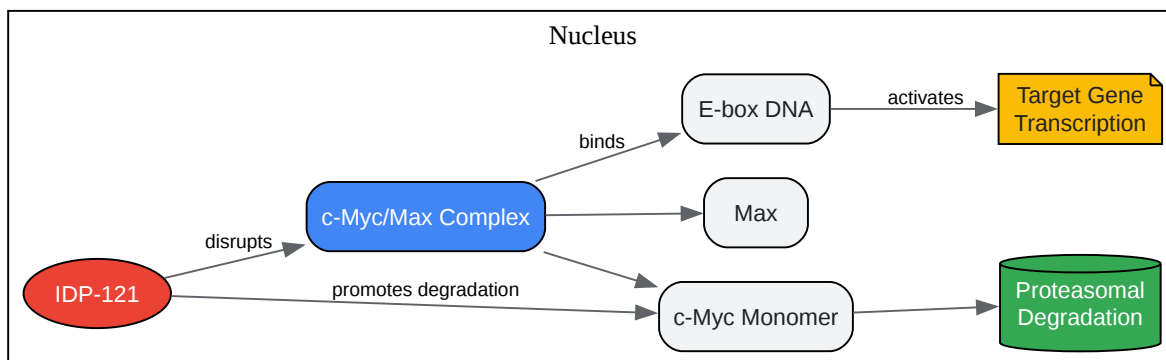 Nucleus
E-box DNA
activates
Target Gene
Transcription
binds
c-Myc/Max Complex
Max
disrupts
IDP-121
promotes degradation
c-Myc Monomer
Proteasomal
Degradation